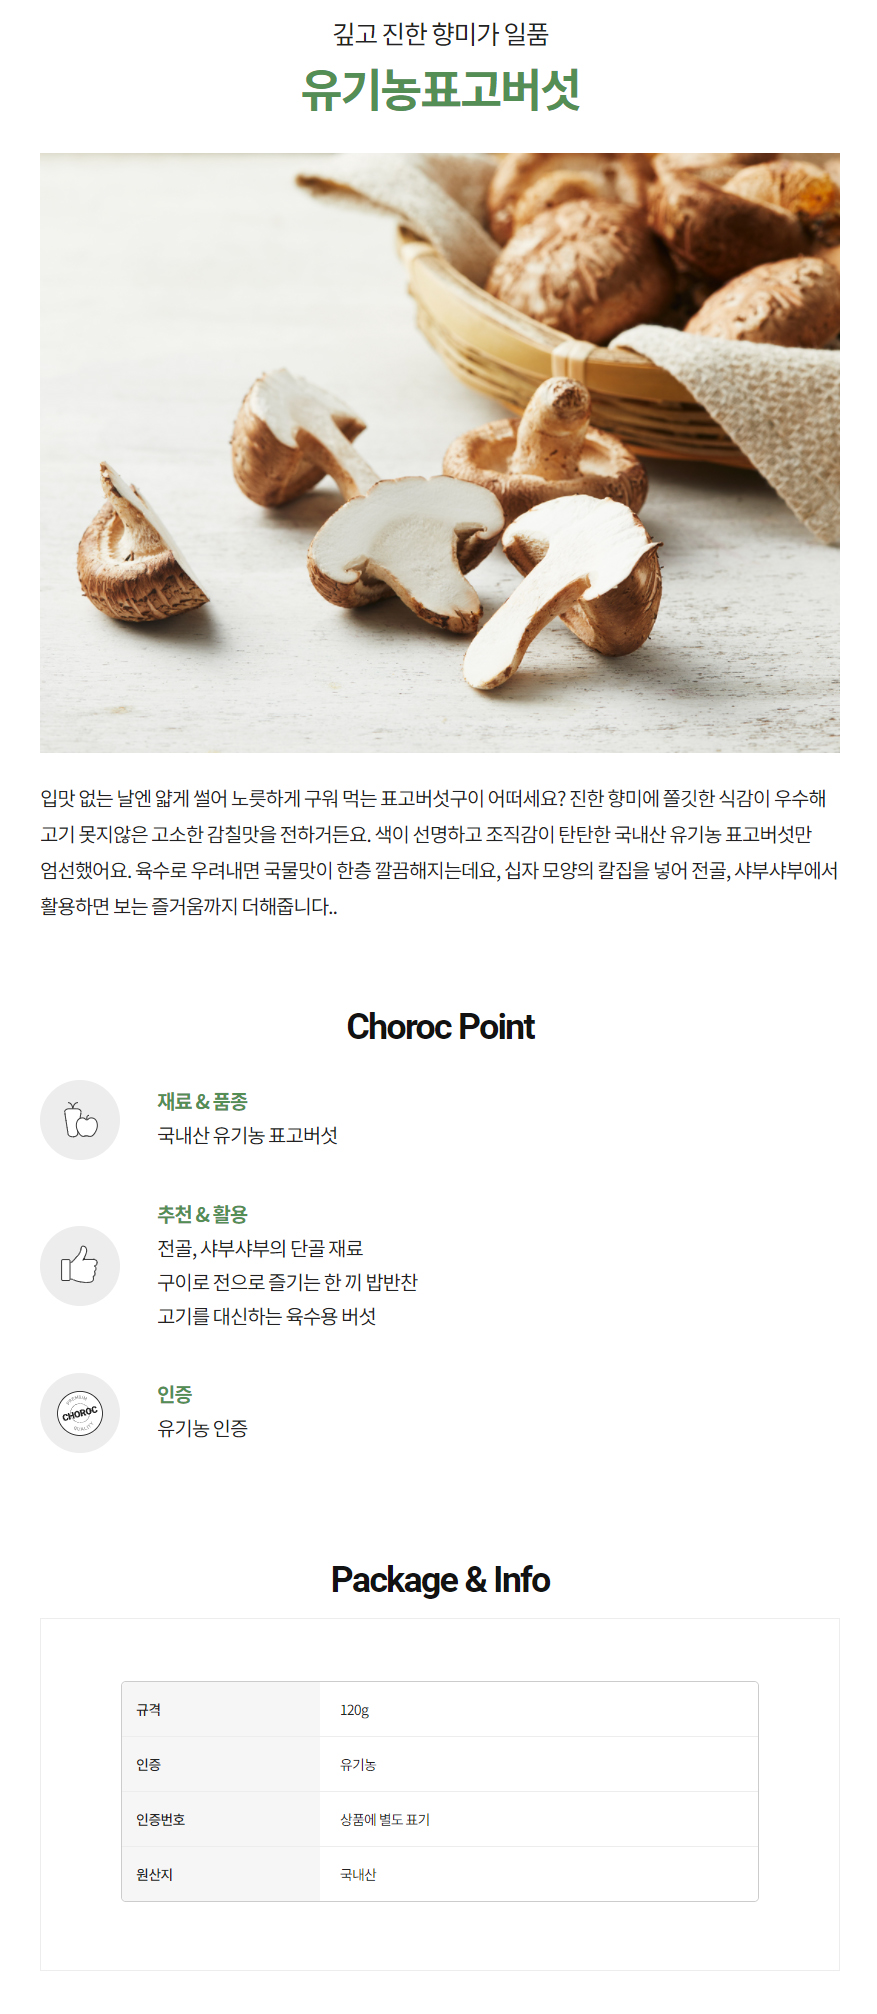 깊고 진한 향미가 일품
유기농표고버섯
입맛 없는 날엔 얇게 썰어 노릇하게 구워 먹는 표고버섯구이 어떠세요? 진한 향미에 쫄깃한 식감이 우수해
고기 못지않은 고소한 감칠맛을 전하거든요. 색이 선명하고 조직감이 탄탄한 국내산 유기농 표고버섯만
엄선했어요. 육수로 우려내면 국물맛이 한층 깔끔해지는데요, 십자 모양의 칼집을 넣어 전골, 샤부샤부에서
활용하면 보는 즐거움까지 더해줍니다..
Choroc Point
재료 & 품종
국내산 유기농 표고버섯
추천 & 활용
전골, 샤부샤부의 단골 재료
구이로 전으로 즐기는 한 끼 밥반찬
고기를 대신하는 육수용 버섯
PREMIUM
CHOROC
QUALITY
인증
유기농 인증
Package & Info
규격 120g
인증 유기농
인증번호 상품에 별도 표기
원산지 국내산